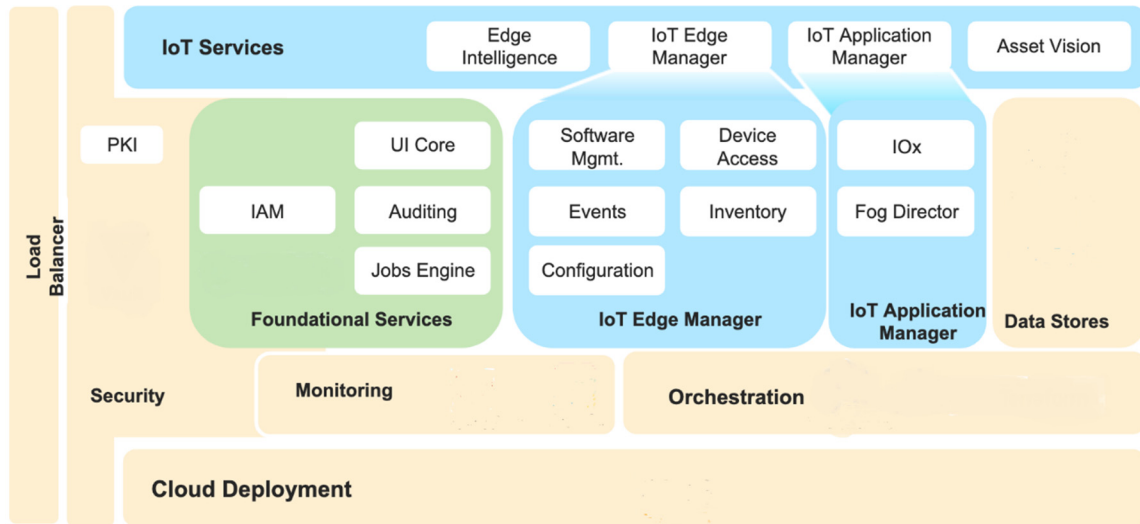 IoT Services
Edge
Intelligence
IoT Edge
Manager
IoT Application
Manager
Asset Vision
Load
Balancer
PKI
Security
UI Core
IAM
Auditing
Jobs Engine
Foundational Services
Software
Mgmt.
Device
Access
Events
Inventory
Configuration
IoT Edge Manager
IOx
Fog Director
IoT Application
Manager
Data Stores
Monitoring
Orchestration
Cloud Deployment